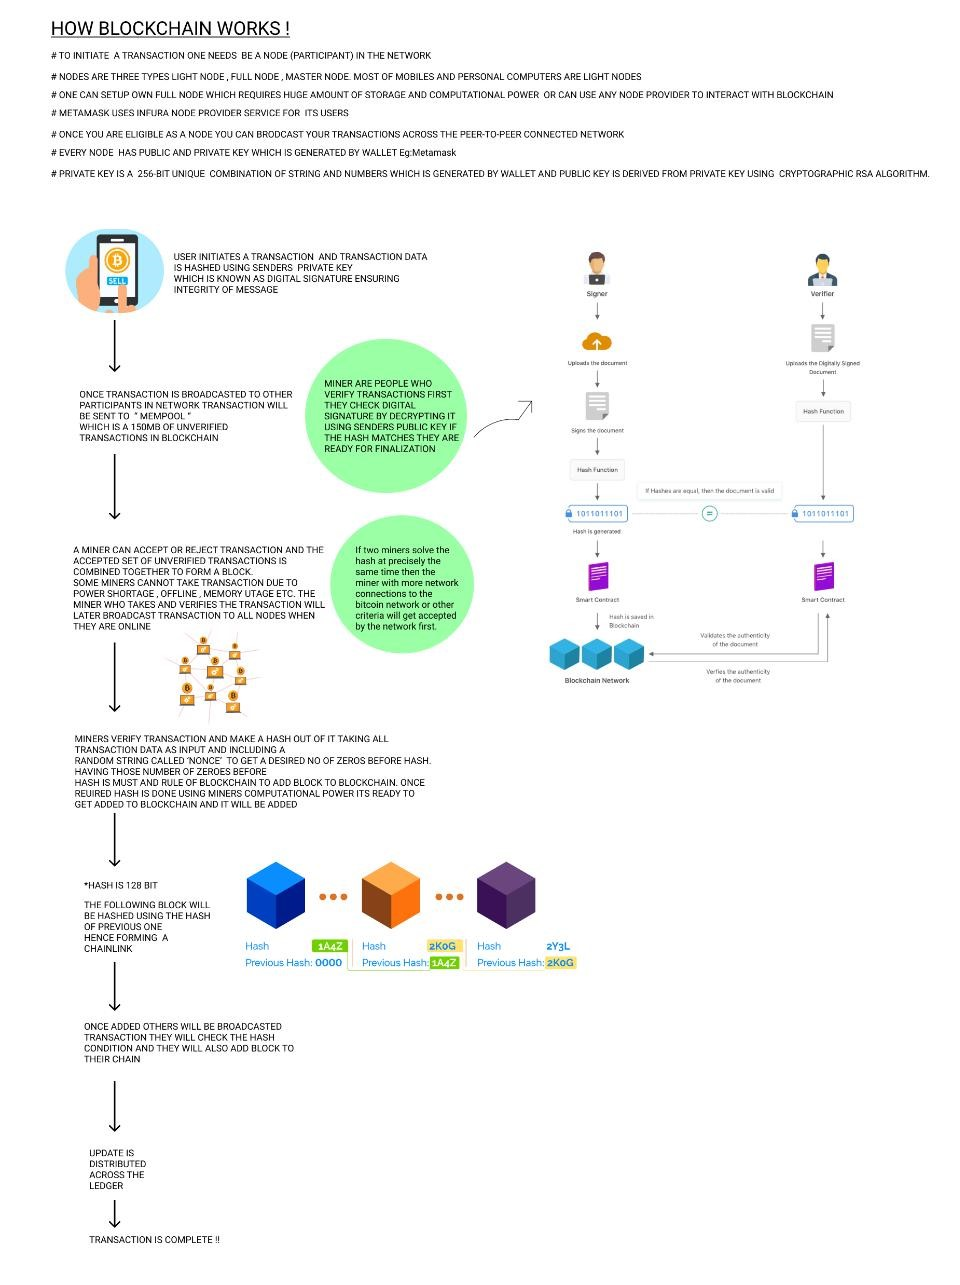 HOW BLOCKCHAIN WORKS !
# TO INITIATE A TRANSACTION ONE NEEDS BE A NODE (PARTICIPANT) IN THE NETWORK
# NODES ARE THREE TYPES LIGHT NODE , FULL NODE , MASTER NODE. MOST OF MOBILES AND PERSONAL COMPUTERS ARE LIGHT NODES
# ONE CAN SETUP OWN FULL NODE WHICH REQUIRES HUGE AMOUNT OF STORAGE AND COMPUTATIONAL POWER OR CAN USE ANY NODE PROVIDER TO INTERACT WITH BLOCKCHAIN
# METAMASK USES INFURA NODE PROVIDER SERVICE FOR ITS USERS
# ONCE YOU ARE ELIGIBLE AS A NODE YOU CAN BRODCAST YOUR TRANSACTIONS ACROSS THE PEER-TO-PEER CONNECTED NETWORK
# EVERY NODE HAS PUBLIC AND PRIVATE KEY WHICH IS GENERATED BY WALLET Eg:Metamask
# PRIVATE KEY IS A 256-BIT UNIQUE COMBINATION OF STRING AND NUMBERS WHICH IS GENERATED BY WALLET AND PUBLIC KEY IS DERIVED FROM PRIVATE KEY USING CRYPTOGRAPHIC RSA ALGORITHM.
SELL
USER INITIATES A TRANSACTION AND TRANSACTION DATA
IS HASHED USING SENDERS PRIVATE KEY
WHICH IS KNOWN AS DIGITAL SIGNATURE ENSURING
INTEGRITY OF MESSAGE
ONCE TRANSACTION IS BROADCASTED TO OTHER
PARTICIPANTS IN NETWORK TRANSACTION WILL
BE SENT TO " MEMPOOL "
WHICH IS A 150MB OF UNVERIFIED
TRANSACTIONS IN BLOCKCHAIN
MINER ARE PEOPLE WHO
VERIFY TRANSACTIONS FIRST
THEY CHECK DIGITAL
SIGNATURE BY DECRYPTING IT
USING SENDERS PUBLIC KEY IF
THE HASH MATCHES THEY ARE
READY FOR FINALIZATION
Signer
Uploads the document
Signs the document
Hash Function
1011011101
Hash is generated
Smart Contract
Hash is saved in
Blockchain
Blockchain Network
If Hashes are equal, then the document is valid
=
Verifier
Uploads the Digitally Signed
Document
Hash Function
1011011101
Smart Contract
Validates the authenticity
of the document
Verfies the authenticity
of the document
A MINER CAN ACCEPT OR REJECT TRANSACTION AND THE
ACCEPTED SET OF UNVERIFIED TRANSACTIONS IS
COMBINED TOGETHER TO FORM A BLOCK.
SOME MINERS CANNOT TAKE TRANSACTION DUE TO
POWER SHORTAGE , OFFLINE , MEMORY UTAGE ETC. THE
MINER WHO TAKES AND VERIFIES THE TRANSACTION WILL
LATER BROADCAST TRANSACTION TO ALL NODES WHEN
THEY ARE ONLINE
If two miners solve the
hash at precisely the
same time then the
miner with more network
connections to the
bitcoin network or other
criteria will get accepted
by the network first.
MINERS VERIFY TRANSACTION AND MAKE A HASH OUT OF IT TAKING ALL
TRANSACTION DATA AS INPUT AND INCLUDING A
RANDOM STRING CALLED 'NONCE' TO GET A DESIRED NO OF ZEROS BEFORE HASH.
HAVING THOSE NUMBER OF ZEROES BEFORE
HASH IS MUST AND RULE OF BLOCKCHAIN TO ADD BLOCK TO BLOCKCHAIN. ONCE
REUIRED HASH IS DONE USING MINERS COMPUTATIONAL POWER ITS READY TO
GET ADDED TO BLOCKCHAIN AND IT WILL BE ADDED
*HASH IS 128 BIT
THE FOLLOWING BLOCK WILL
BE HASHED USING THE HASH
OF PREVIOUS ONE
HENCE FORMING A
CHAINLINK
Hash 1A4Z
Previous Hash: 0000
Hash 2K0G
Previous Hash: 1A4Z
Hash 2Y3L
Previous Hash: 2K0G
ONCE ADDED OTHERS WILL BE BROADCASTED
TRANSACTION THEY WILL CHECK THE HASH
CONDITION AND THEY WILL ALSO ADD BLOCK TO
THEIR CHAIN
UPDATE IS
DISTRIBUTED
ACROSS THE
LEDGER
TRANSACTION IS COMPLETE !!